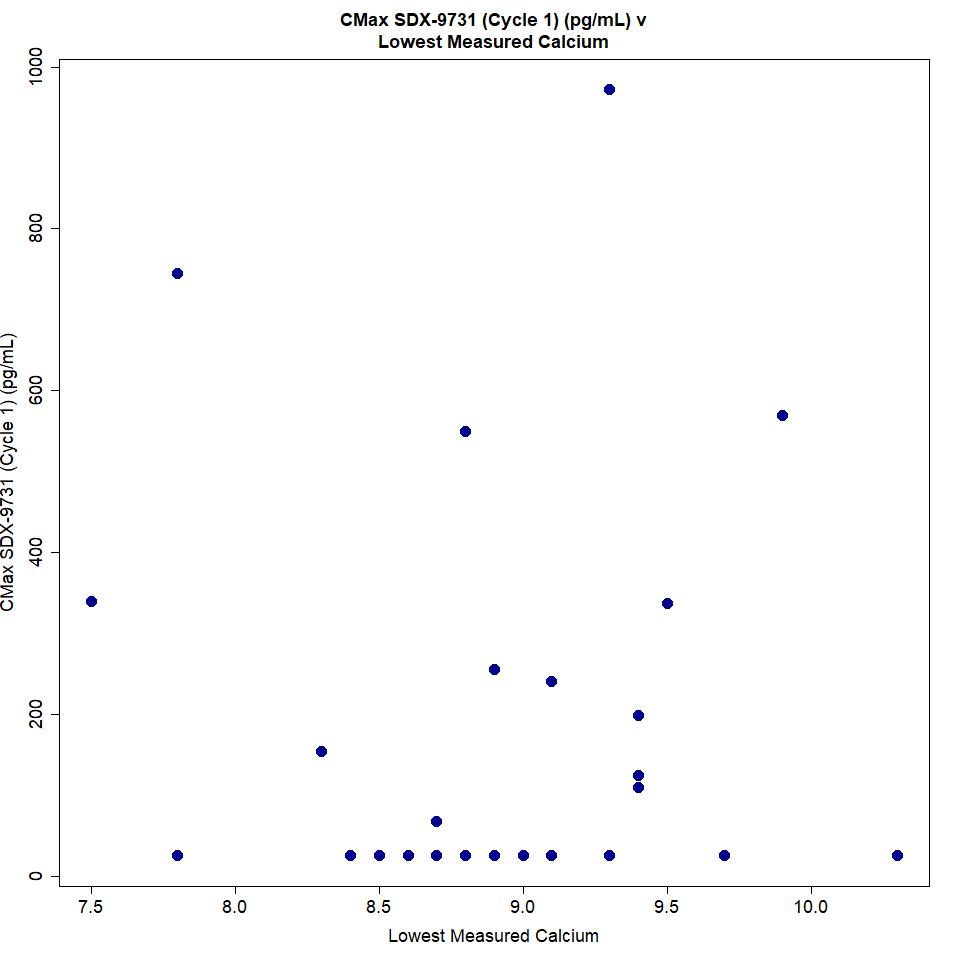 CMax SDX-9731 (Cycle 1) (pg/mL) v
Lowest Measured Calcium
CMax SDX-9731 (Cycle 1) (pg/mL)
1000
800
600
400
200
0
7.5 8.0 8.5 9.0 9.5 10.0
Lowest Measured Calcium